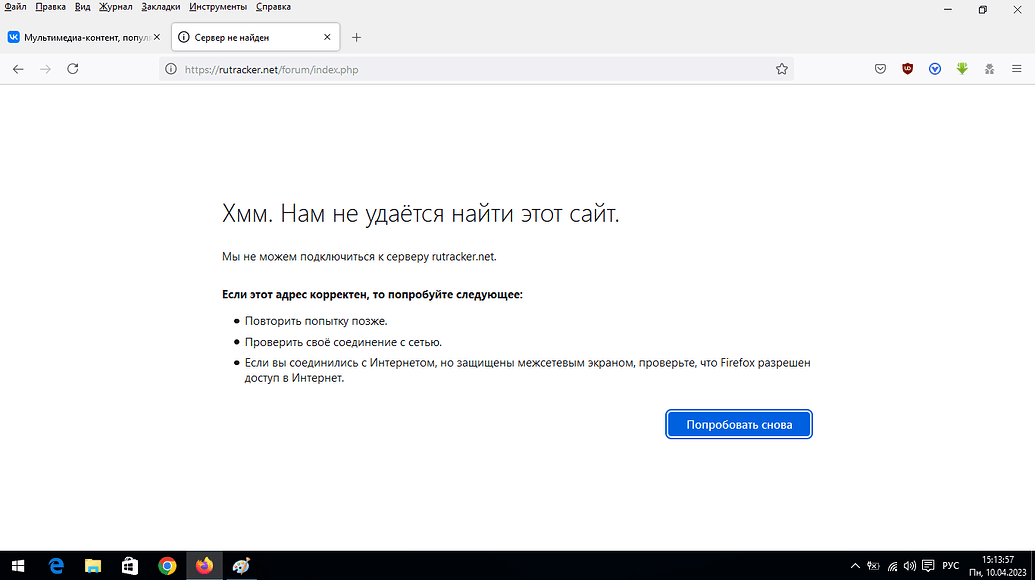 Файл Правка Вид Журнал Закладки Инструменты Справка
Мультимедиа-контент, популя
Сервер не найден
https://rutracker.net/forum/index.php
Хмм. Нам не удаётся найти этот сайт.
Мы не можем подключиться к серверу rutracker.net.
Если этот адрес корректен, то попробуйте следующее:
Повторить попытку позже.
Проверить своё соединение с сетью.
Если вы соединились с Интернетом, но защищены межсетевым экраном, проверьте, что Firefox разрешен
доступ в Интернет.
Попробовать снова
РУС
15:13:57
Пн, 10.04.2023